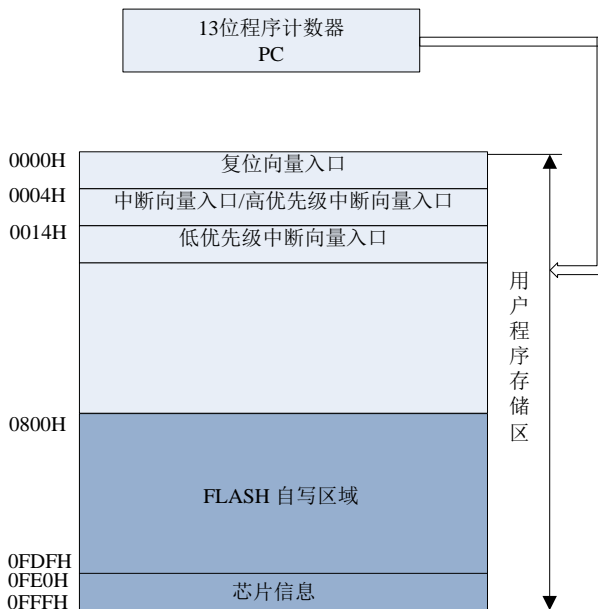 13位程序计数器
PC
0000H
复位向量入口
0004H
中断向量入口/高优先级中断向量入口
0014H
低优先级中断向量入口
用户程序存储区
0800H
FLASH 自写区域
0FDFH
0FE0H
芯片信息
0FFFH